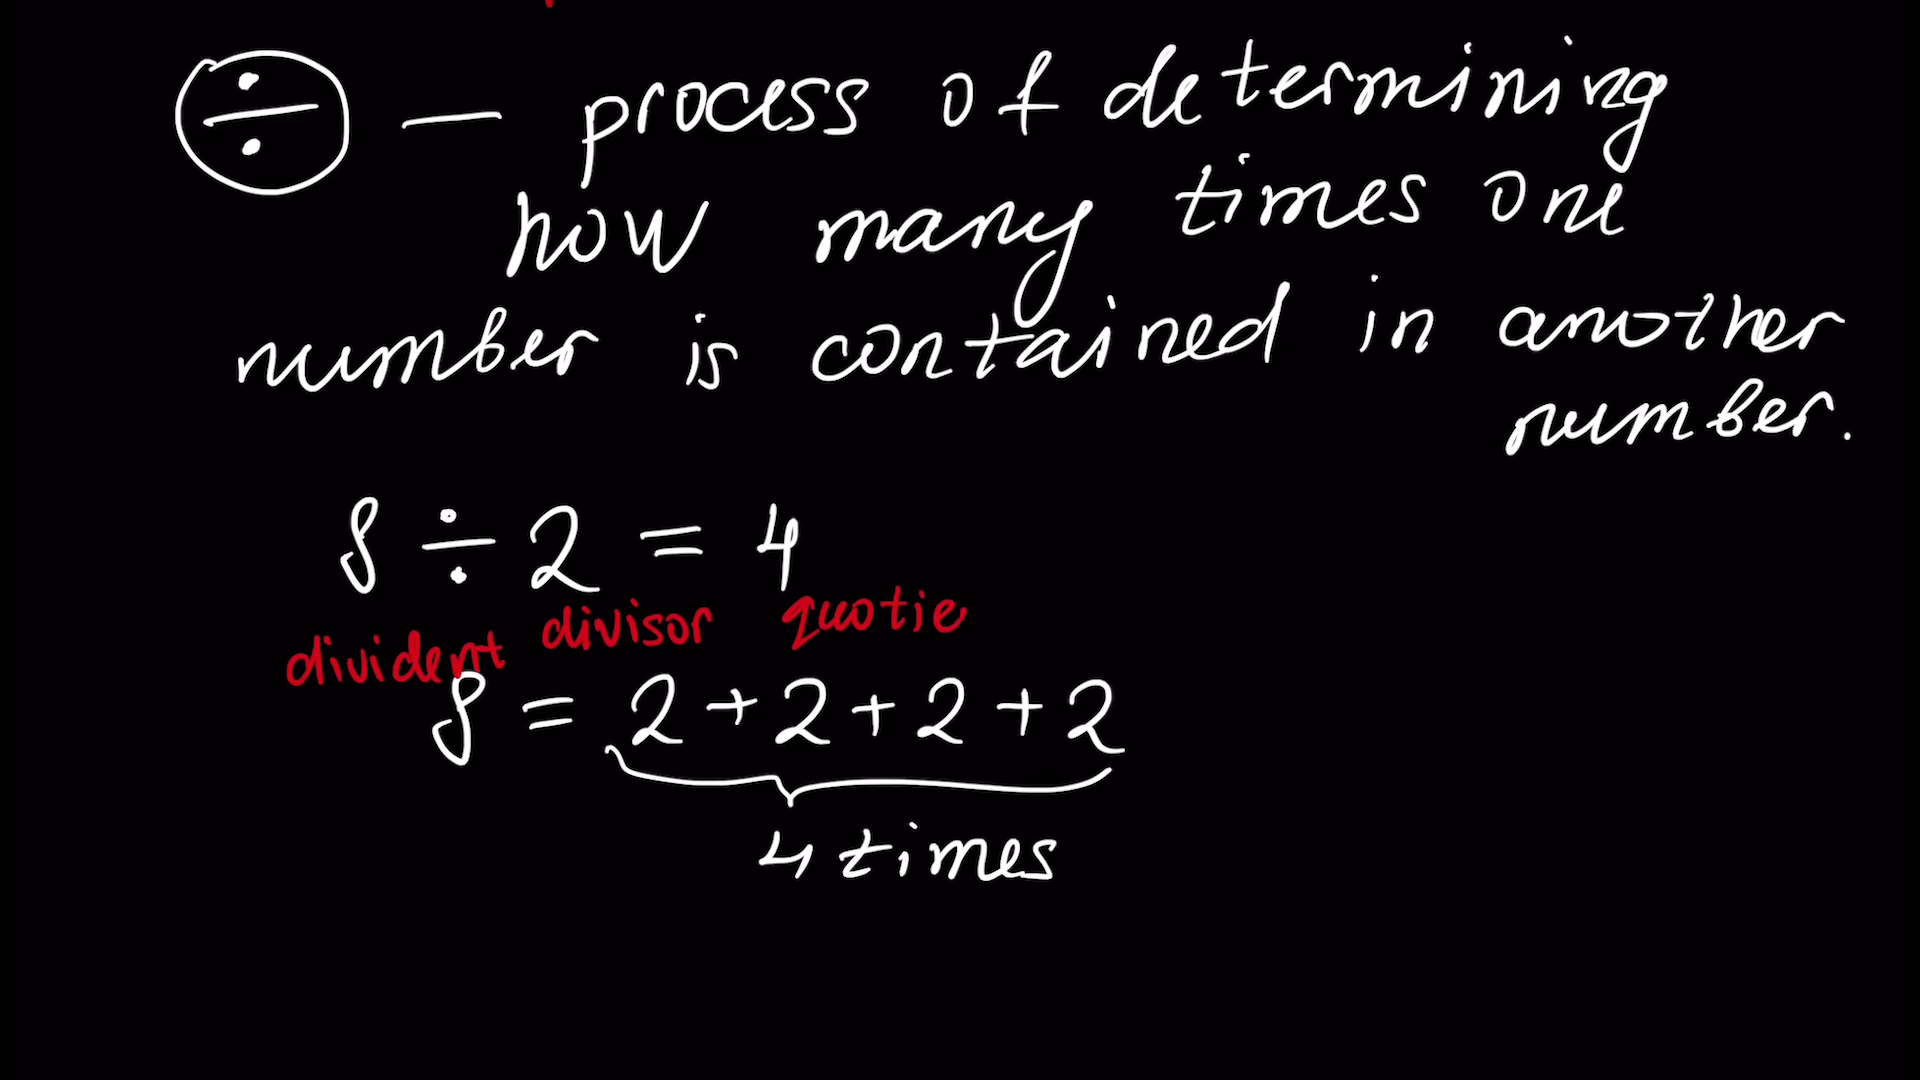 ÷ — process of determining
how many times one
number is contained in another
number.
8 ÷ 2 = 4
divident divisor quotie
8 = 2 + 2 + 2 + 2
4 times